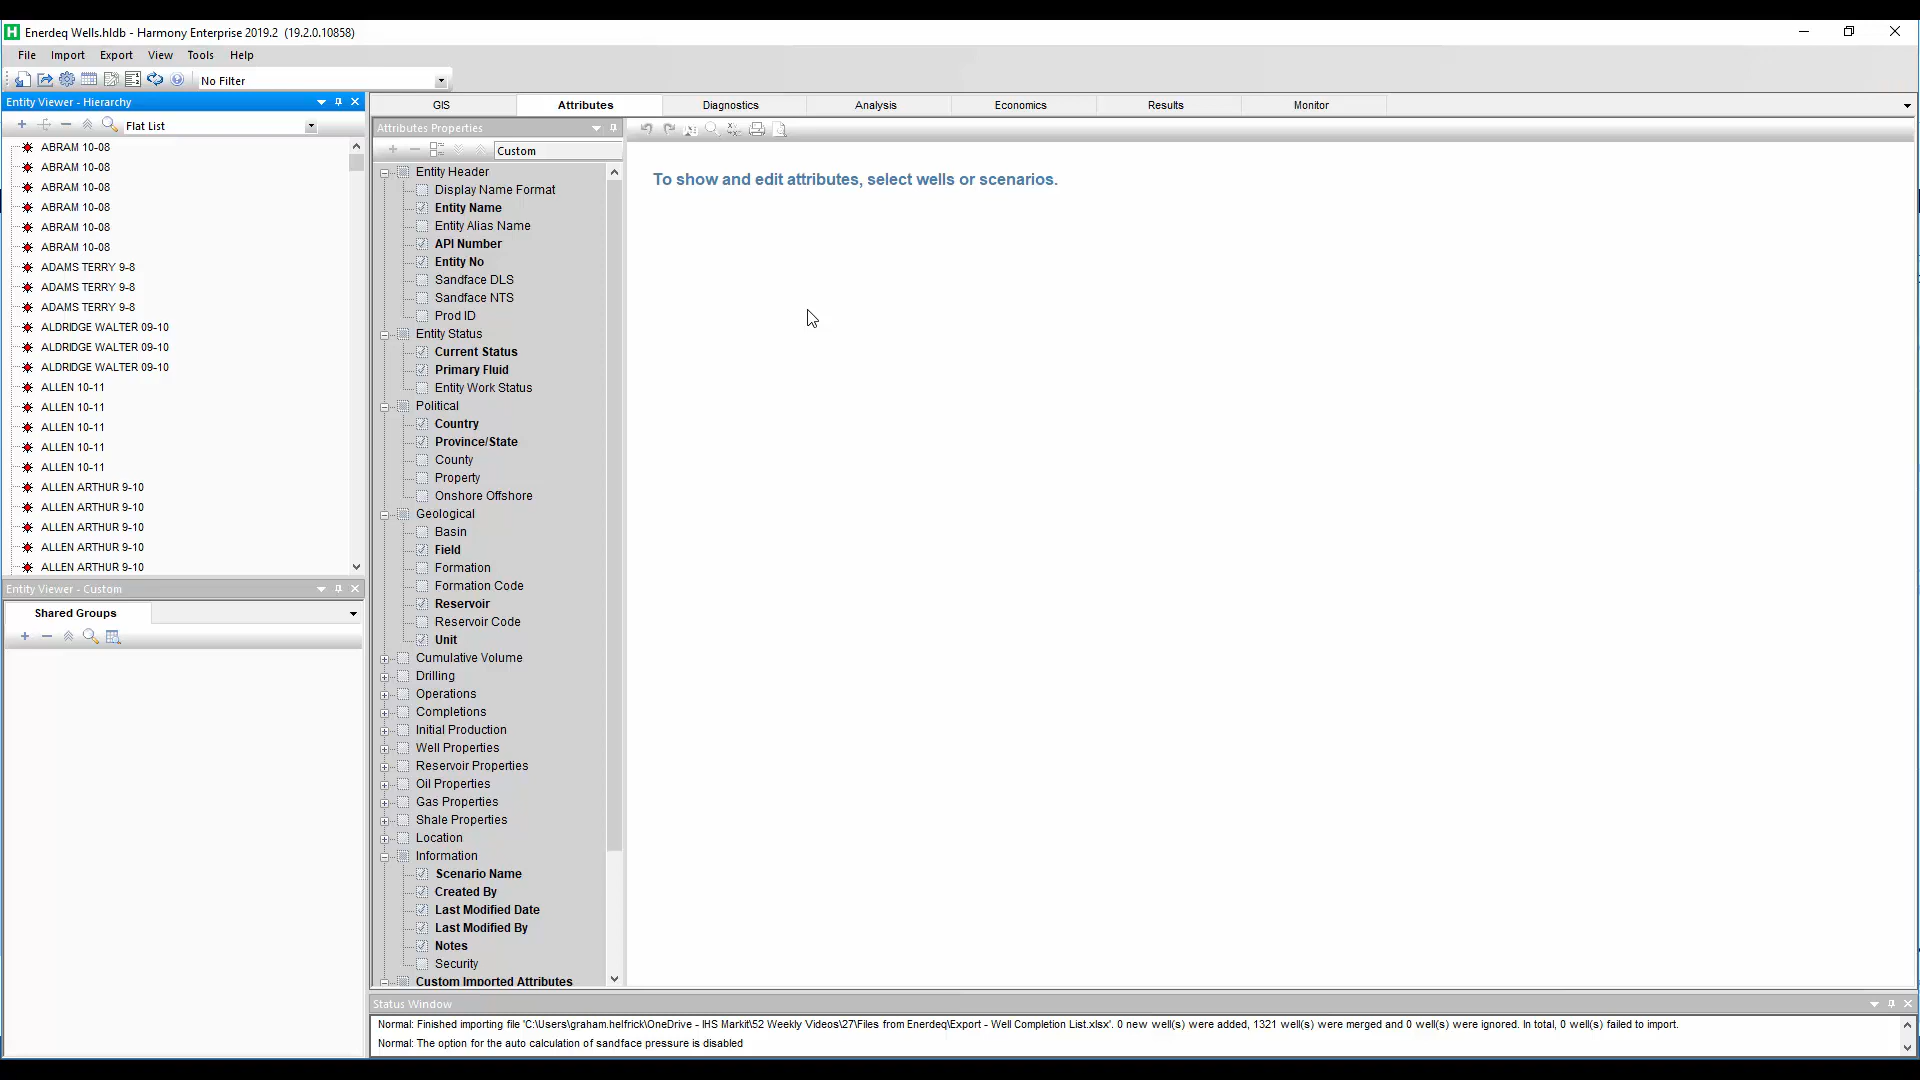 Enerdeq Wells.hldb - Harmony Enterprise 2019.2 (19.2.0.10858)
File Import Export View Tools Help
No Filter
Entity Viewer - Hierarchy
Flat List
ABRAM 10-08
ABRAM 10-08
ABRAM 10-08
ABRAM 10-08
ABRAM 10-08
ABRAM 10-08
ADAMS TERRY 9-8
ADAMS TERRY 9-8
ADAMS TERRY 9-8
ALDRIDGE WALTER 09-10
ALDRIDGE WALTER 09-10
ALDRIDGE WALTER 09-10
ALLEN 10-11
ALLEN 10-11
ALLEN 10-11
ALLEN 10-11
ALLEN 10-11
ALLEN ARTHUR 9-10
ALLEN ARTHUR 9-10
ALLEN ARTHUR 9-10
ALLEN ARTHUR 9-10
ALLEN ARTHUR 9-10
Entity Viewer - Custom
Shared Groups
GIS Attributes Diagnostics Analysis Economics Results Monitor
Attributes Properties
Custom
Entity Header
Display Name Format
Entity Name
Entity Alias Name
API Number
Entity No
Sandface DLS
Sandface NTS
Prod ID
Entity Status
Current Status
Primary Fluid
Entity Work Status
Political
Country
Province/State
County
Property
Onshore Offshore
Geological
Basin
Field
Formation
Formation Code
Reservoir
Reservoir Code
Unit
Cumulative Volume
Drilling
Operations
Completions
Initial Production
Well Properties
Reservoir Properties
Oil Properties
Gas Properties
Shale Properties
Location
Information
Scenario Name
Created By
Last Modified Date
Last Modified By
Notes
Security
Custom Imported Attributes
To show and edit attributes, select wells or scenarios.
Status Window
Normal: Finished importing file 'C:\Users\graham.helfrick\OneDrive - IHS Markit\52 Weekly Videos\27\Files from Enerdeq\Export - Well Completion List.xlsx'. 0 new well(s) were added, 1321 well(s) were merged and 0 well(s) were ignored. In total, 0 well(s) failed to import.
Normal: The option for the auto calculation of sandface pressure is disabled